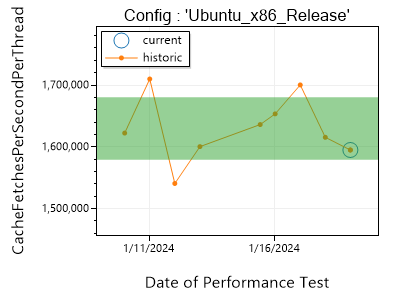 Config : 'Ubuntu_x86_Release'
current
historic
CacheFetchesPerSecondPerThread
1,700,000
1,600,000
1,500,000
1/11/2024
1/16/2024
Date of Performance Test